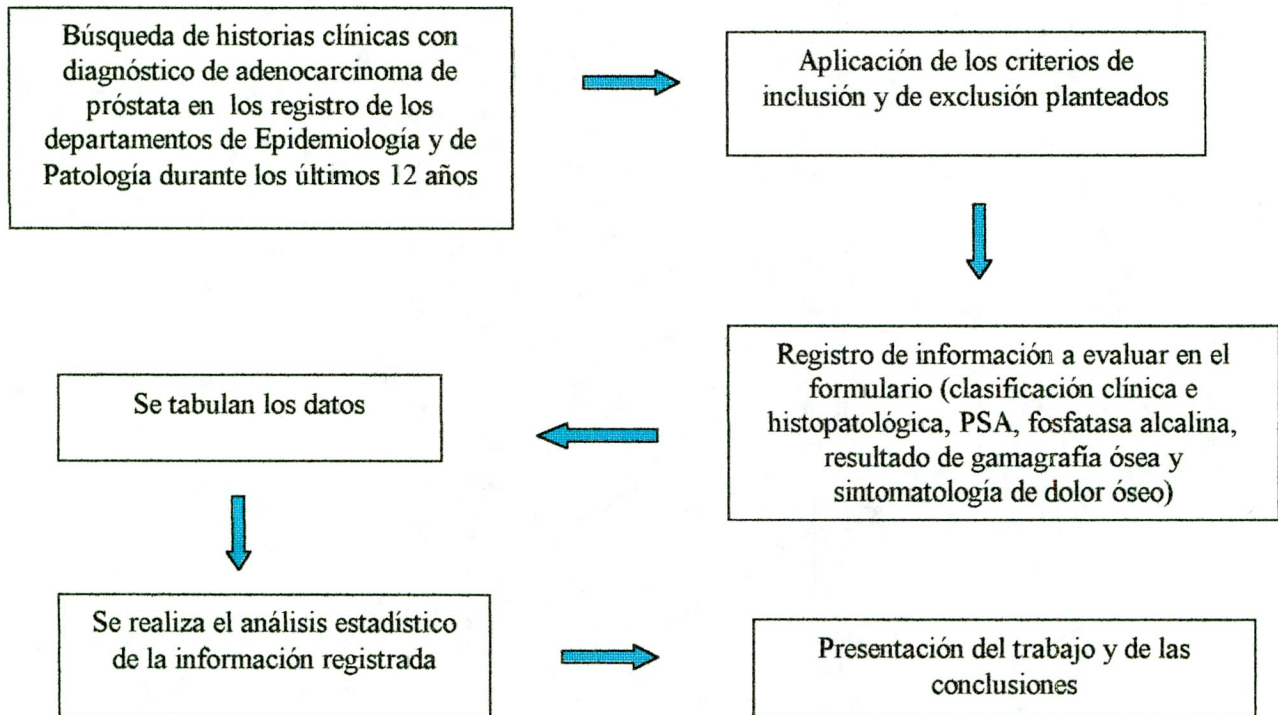 Búsqueda de historias clínicas con
diagnóstico de adenocarcinoma de
próstata en los registro de los
departamentos de Epidemiología y de
Patología durante los últimos 12 años
Aplicación de los criterios de
inclusión y de exclusión planteados
Registro de información a evaluar en el
formulario (clasificación clínica e
histopatológica, PSA, fosfatasa alcalina,
resultado de gamagrafía ósea y
sintomatología de dolor óseo)
Se tabulan los datos
Se realiza el análisis estadístico
de la información registrada
Presentación del trabajo y de las
conclusiones